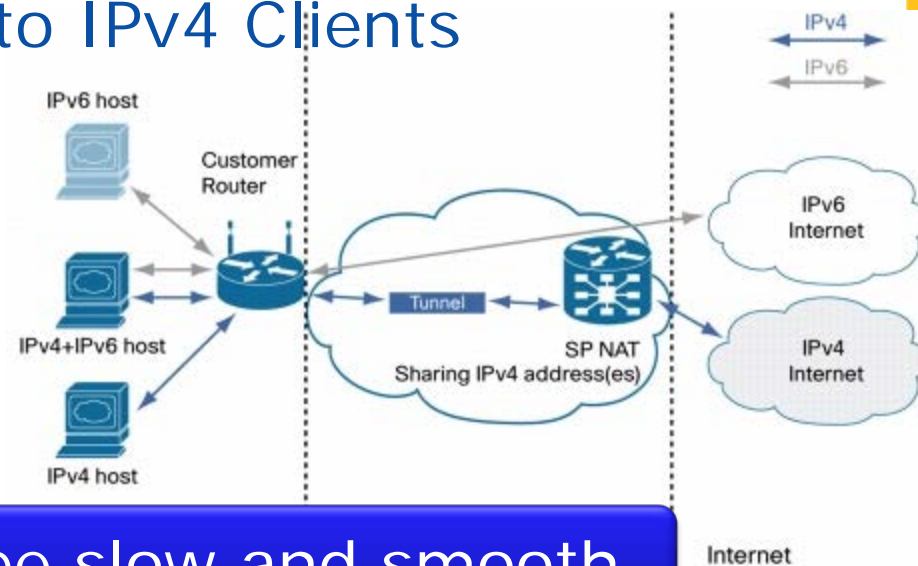 to IPv4 Clients
IPv4
IPv6
IPv6 host
Customer
Router
IPv6
Internet
Tunnel
IPv4+IPv6 host
SP NAT
Sharing IPv4 address(es)
IPv4
Internet
IPv4 host
be slow and smooth
Internet